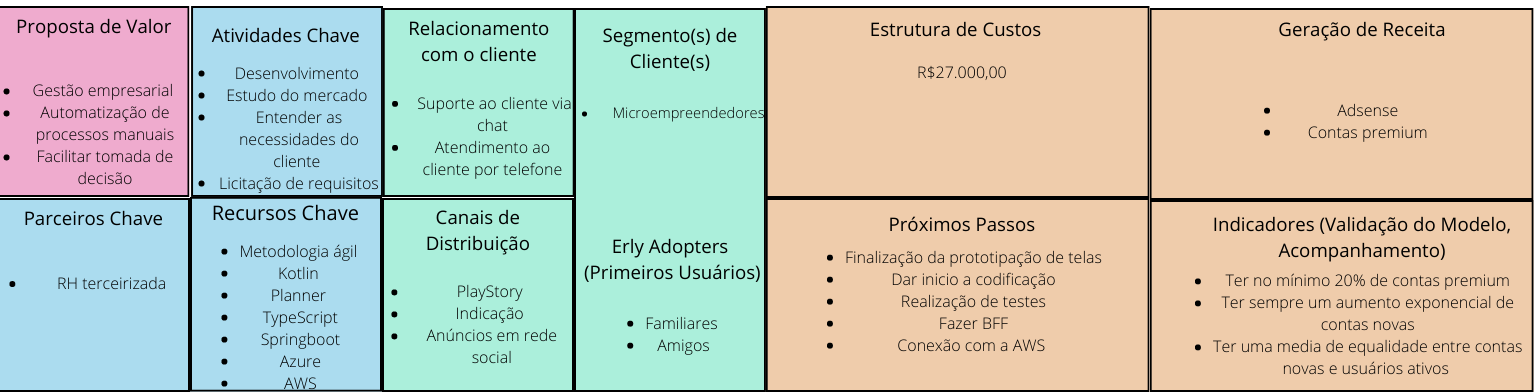 Proposta de Valor
Gestão empresarial
Automatização de
processos manuais
Facilitar tomada de
decisão
Atividades Chave
Desenvolvimento
Estudo do mercado
Entender as
necessidades do
cliente
Licitação de requisitos
Relacionamento
com o cliente
Suporte ao cliente via
chat
Atendimento ao
cliente por telefone
Segmento(s) de
Cliente(s)
Microempreendedores
Estrutura de Custos
R$27.000,00
Geração de Receita
Adsense
Contas premium
Parceiros Chave
RH terceirizada
Recursos Chave
Metodologia ágil
Kotlin
Planner
TypeScript
Springboot
Azure
AWS
Canais de
Distribuição
PlayStory
Indicação
Anúncios em rede
social
Erly Adopters
(Primeiros Usuários)
Familiares
Amigos
Próximos Passos
Finalização da prototipação de telas
Dar inicio a codificação
Realização de testes
Fazer BFF
Conexão com a AWS
Indicadores (Validação do Modelo,
Acompanhamento)
Ter no mínimo 20% de contas premium
Ter sempre um aumento exponencial de
contas novas
Ter uma media de equalidade entre contas
novas e usuários ativos